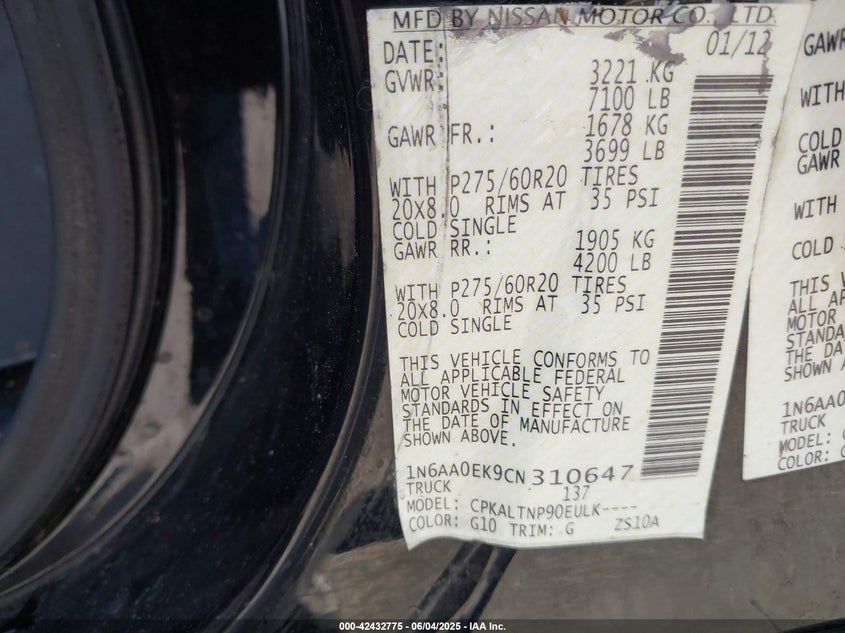 MFD BY NISSAN MOTOR CO., LTD.
DATE: 01/12
GVWR: 3221 KG
7100 LB
GAWR FR.: 1678 KG
3699 LB
WITH P275/60R20 TIRES
20X8.0 RIMS AT 35 PSI
COLD SINGLE
GAWR RR.: 1905 KG
4200 LB
WITH P275/60R20 TIRES
20X8.0 RIMS AT 35 PSI
COLD SINGLE
THIS VEHICLE CONFORMS TO
ALL APPLICABLE FEDERAL
MOTOR VEHICLE SAFETY
STANDARDS IN EFFECT ON
THE DATE OF MANUFACTURE
SHOWN ABOVE.
1N6AA0EK9CN310647
TRUCK 137
MODEL: CPKALTNP90EULK----
COLOR: G10 TRIM: G ZS10A
GAWR
WITH
COLD
GAWR
WITH
COLD
THIS
ALL AP
MOTOR
STANDA
THE DA
SHOWN A
1N6AA0
TRUCK
MODEL: C
COLOR:
000-42432775 - 06/04/2025 - IAA Inc.